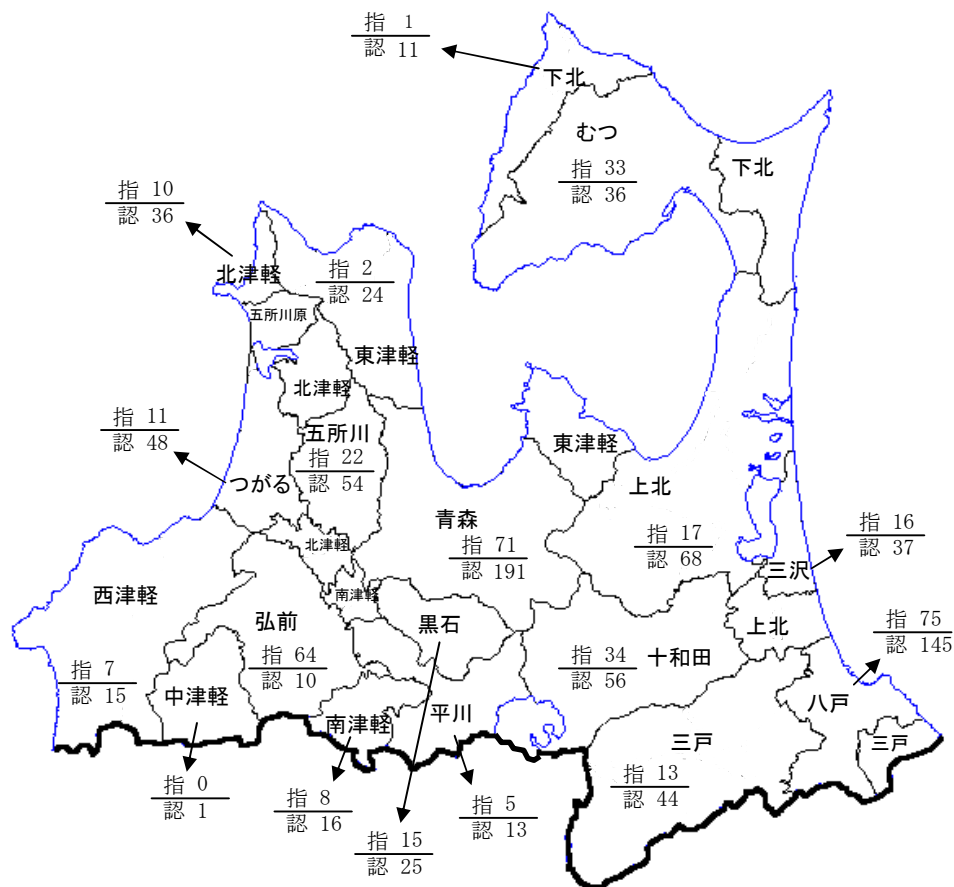 指 1
認 11
下北
むつ
指 33
認 36
下北
指 10
認 36
北津軽
指 2
認 24
五所川原
東津軽
北津軽
指 11
認 48
五所川
指 22
認 54
つがる
東津軽
上北
青森
指 71
認 191
指 17
認 68
指 16
認 37
三沢
北津軽
南津軽
西津軽
弘前
黒石
上北
指 75
認 145
指 7
認 15
中津軽
指 64
認 10
指 34
認 56
十和田
八戸
南津軽
平川
三戸
三戸
指 13
認 44
指 0
認 1
指 8
認 16
指 15
認 25
指 5
認 13